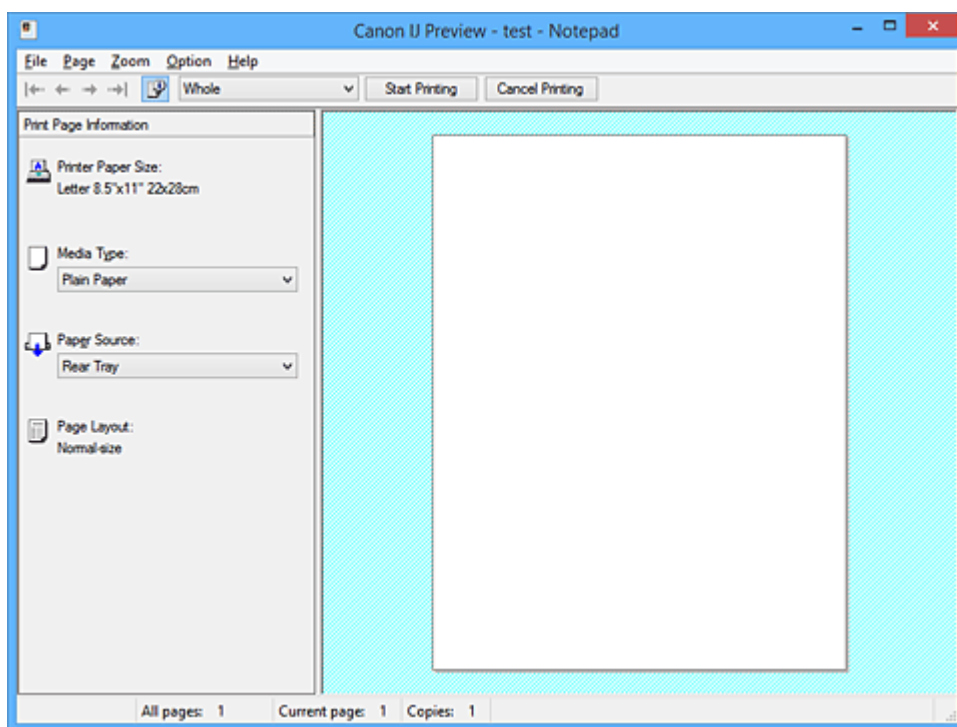 Canon IJ Preview - test - Notepad
File Page Zoom Option Help
Whole Start Printing Cancel Printing
Print Page Information
Printer Paper Size:
Letter 8.5"x11" 22x28cm
Media Type:
Plain Paper
Paper Source:
Rear Tray
Page Layout:
Normal-size
All pages: 1 Current page: 1 Copies: 1